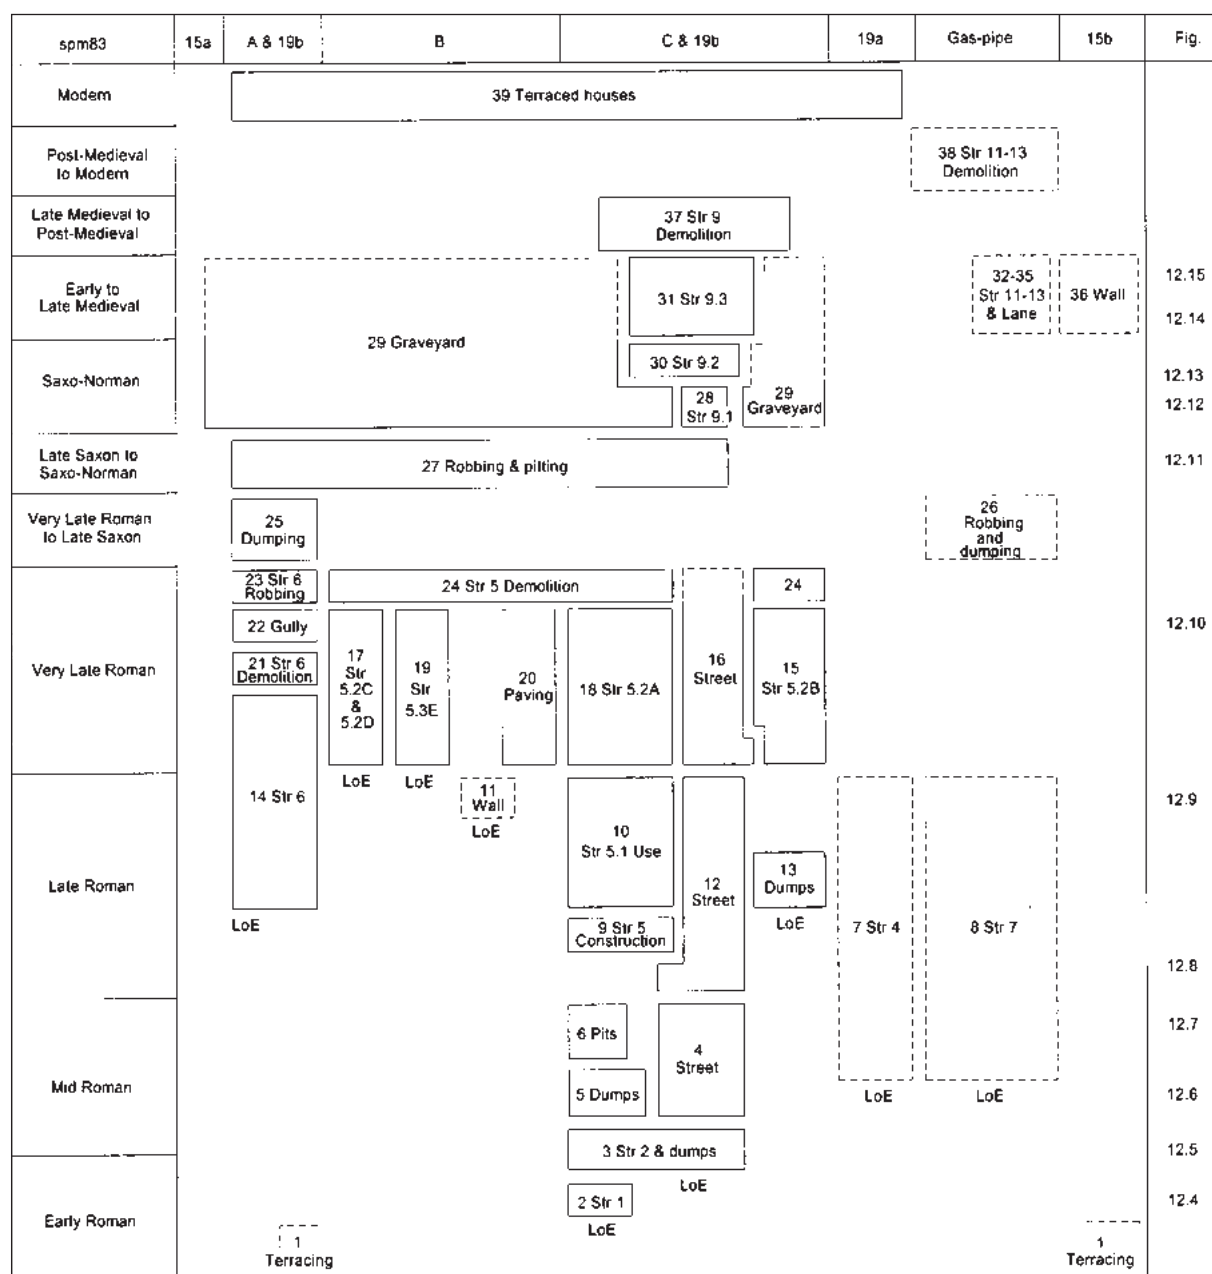 spm83
15a
A & 19b
B
C & 19b
19a
Gas-pipe
15b
Fig.
Modern
39 Terraced houses
Post-Medieval
to Modern
38 Str 11-13
Demolition
Late Medieval to
Post-Medieval
37 Str 9
Demolition
Early to
Late Medieval
29 Graveyard
31 Str 9.3
32-35
Str 11-13
& Lane
36 Wall
12.15
12.14
Saxo-Norman
30 Str 9.2
28
Str 9.1
29
Graveyard
12.13
12.12
Late Saxon to
Saxo-Norman
27 Robbing & pitting
12.11
Very Late Roman
to Late Saxon
25
Dumping
26
Robbing
and
dumping
Very Late Roman
23 Str 6
Robbing
24 Str 5 Demolition
24
22 Gully
21 Str 6
Demolition
17
Str
5.2C
&
5.2D
19
Str
5.3E
20
Paving
18 Str 5.2A
16
Street
15
Str 5.2B
12.10
LoE
LoE
Late Roman
14 Str 6
LoE
11
Wall
LoE
10
Str 5.1 Use
9 Str 5
Construction
12
Street
13
Dumps
LoE
7 Str 4
8 Str 7
12.9
12.8
Mid Roman
6 Pits
4
Street
5 Dumps
LoE
LoE
12.7
12.6
3 Str 2 & dumps
LoE
12.5
Early Roman
2 Str 1
LoE
12.4
1
Terracing
1
Terracing